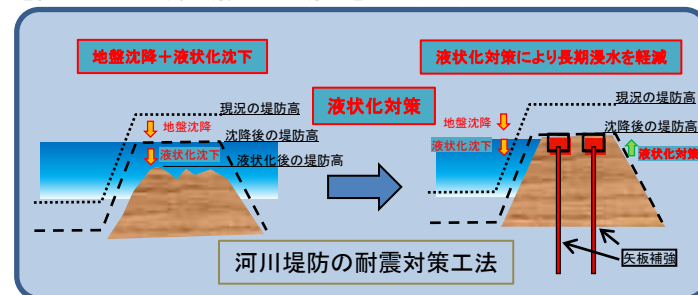 地盤沈降＋液状化沈下
液状化対策により長期浸水を軽減
液状化対策
現況の堤防高
地盤沈降
沈降後の堤防高
液状化沈下
液状化後の堤防高
現況の堤防高
地盤沈降
沈降後の堤防高
液状化沈下
液状化対策
矢板補強
河川堤防の耐震対策工法